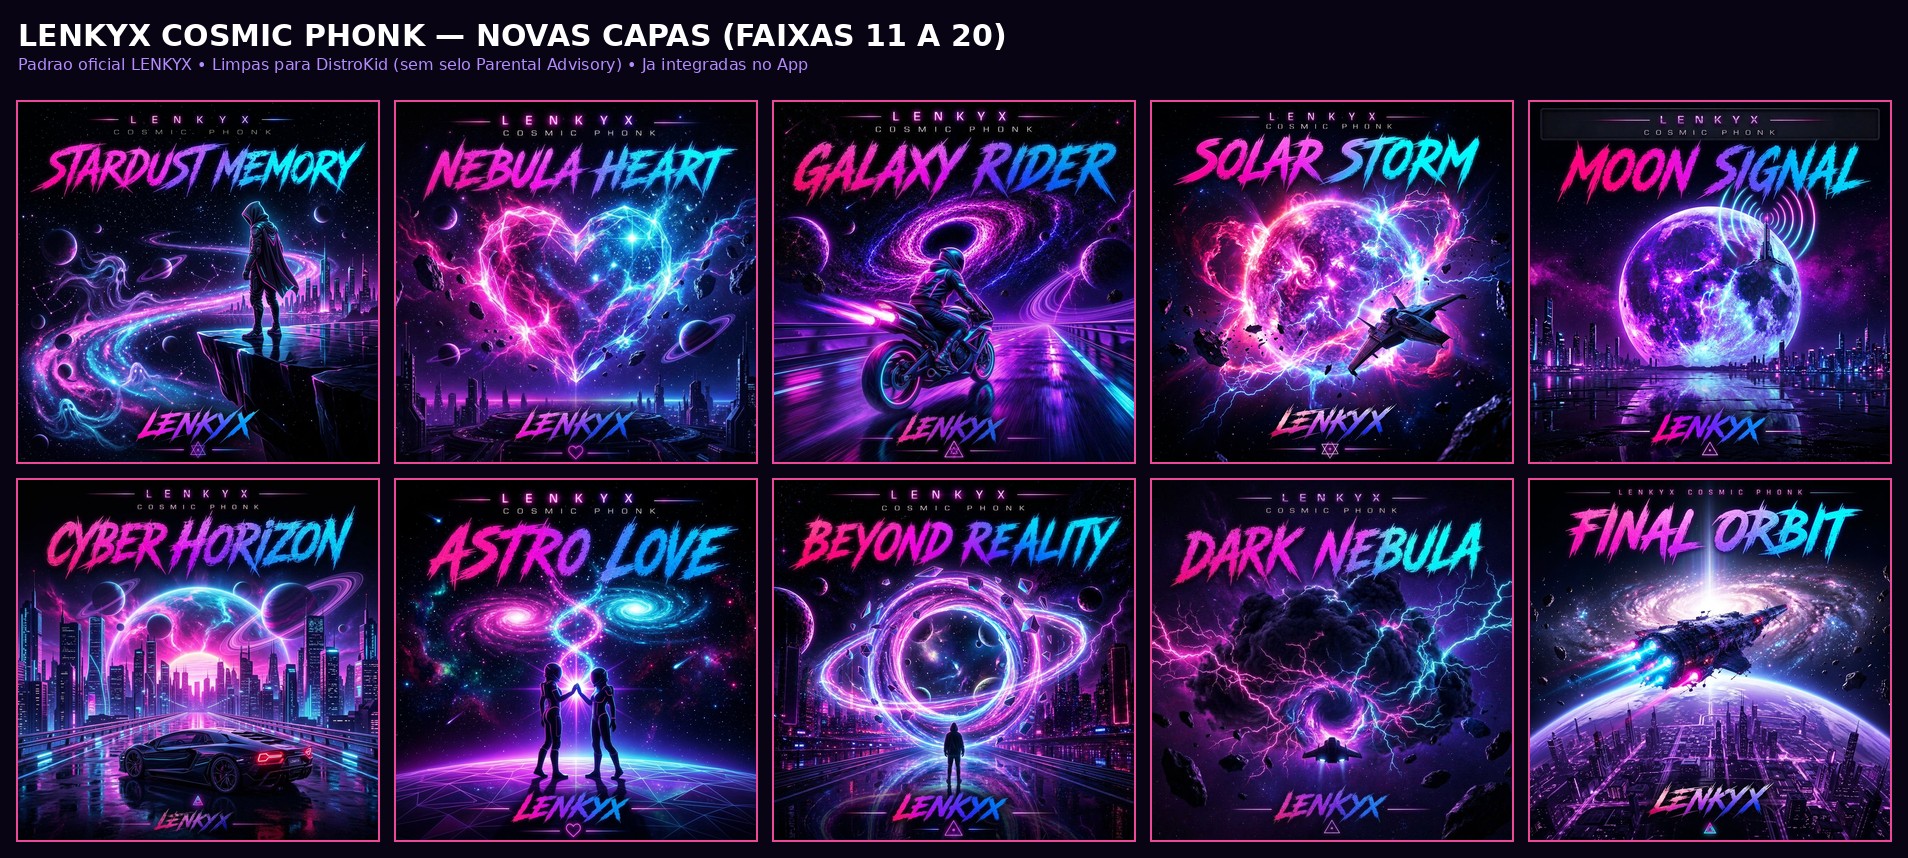 LENKYX COSMIC PHONK — NOVAS CAPAS (FAIXAS 11 A 20)
Padrao oficial LENKYX • Limpas para DistroKid (sem selo Parental Advisory) • Ja integradas no App
LENKYX
COSMIC PHONK
STARDUST MEMORY
LENKYX
LENKYX
COSMIC PHONK
NEBULA HEART
LENKYX
LENKYX
COSMIC PHONK
GALAXY RIDER
LENKYX
LENKYX
COSMIC PHONK
SOLAR STORM
LENKYX
LENKYX
COSMIC PHONK
MOON SIGNAL
LENKYX
LENKYX
COSMIC PHONK
CYBER HORIZON
LENKYX
LENKYX
COSMIC PHONK
ASTRO LOVE
LENKYX
LENKYX
COSMIC PHONK
BEYOND REALITY
LENKYX
LENKYX
COSMIC PHONK
DARK NEBULA
LENKYX
LENKYX COSMIC PHONK
FINAL ORBIT
LENKYX